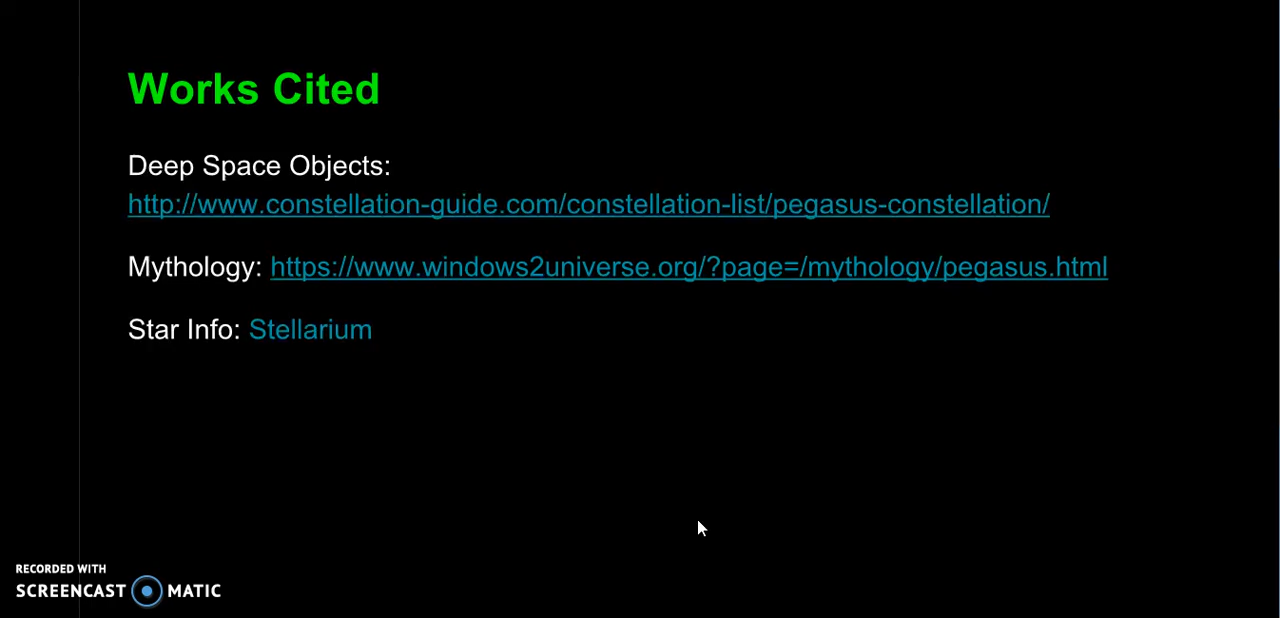 Works Cited
Deep Space Objects:
http://www.constellation-guide.com/constellation-list/pegasus-constellation/
Mythology: https://www.windows2universe.org/?page=/mythology/pegasus.html
Star Info: Stellarium
RECORDED WITH
SCREENCAST MATIC